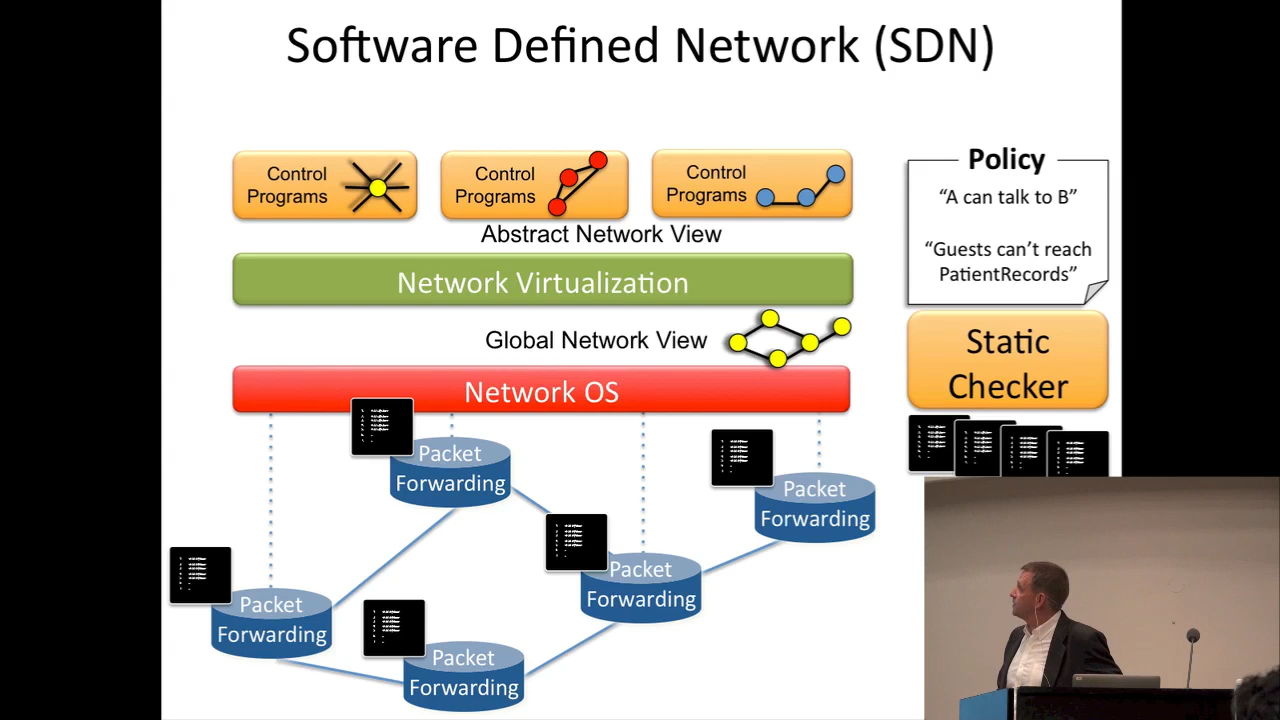 Software Defined Network (SDN)
Control
Programs
Control
Programs
Control
Programs
Abstract Network View
Network Virtualization
Global Network View
Network OS
Packet
Forwarding
Packet
Forwarding
Packet
Forwarding
Packet
Forwarding
Packet
Forwarding
Policy
“A can talk to B”
“Guests can’t reach
PatientRecords”
Static
Checker